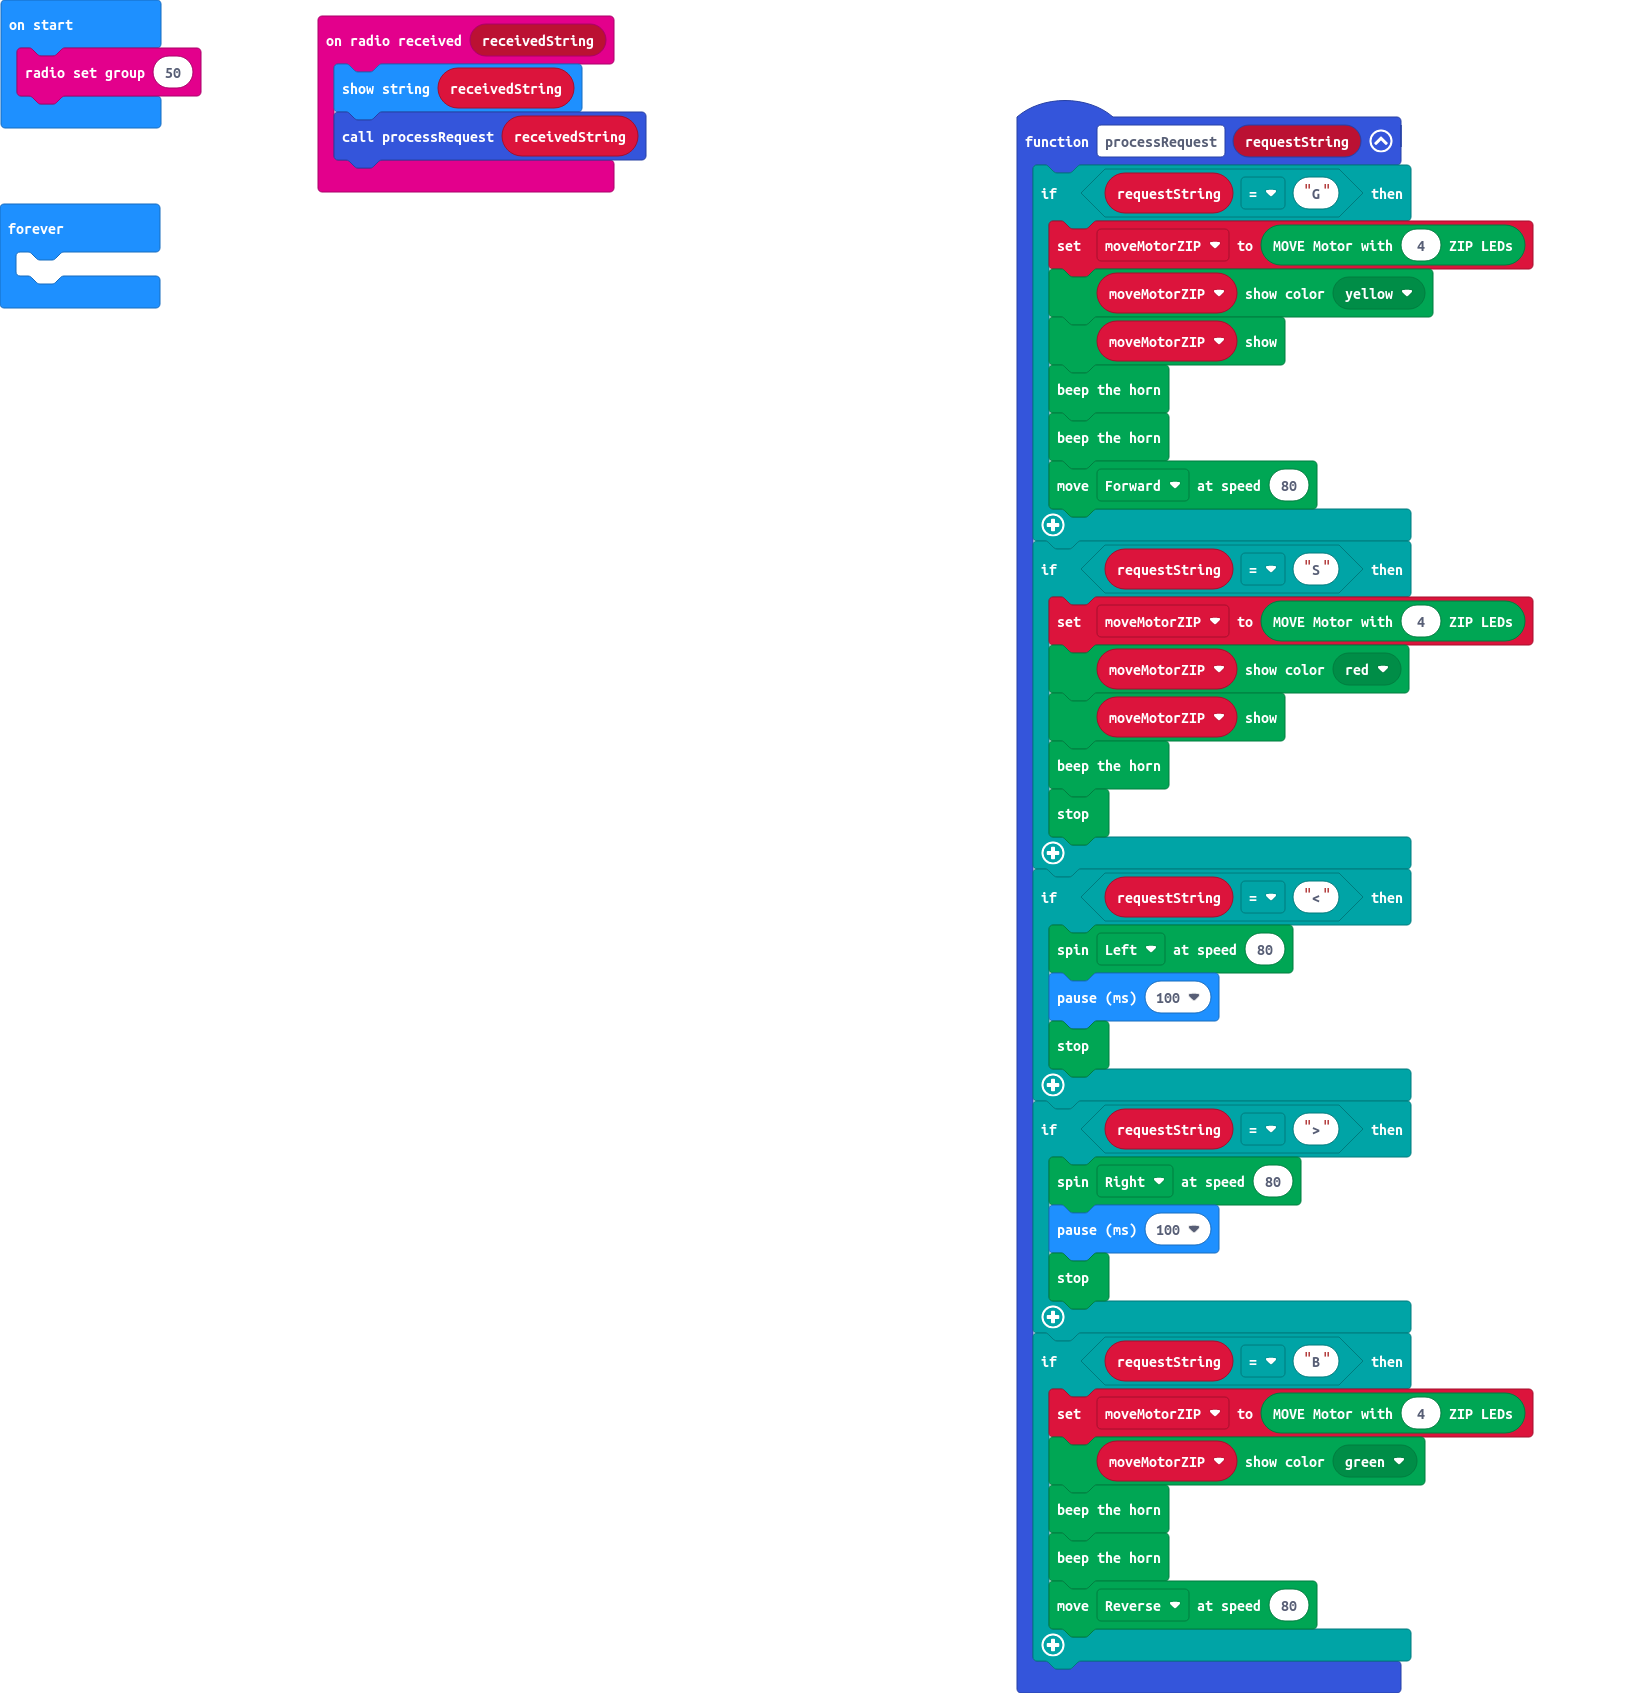 on start
radio set group 50
forever
on radio received receivedString
show string receivedString
call processRequest receivedString
function processRequest requestString
if requestString = "G" then
set moveMotorZIP to MOVE Motor with 4 ZIP LEDs
moveMotorZIP show color yellow
moveMotorZIP show
beep the horn
beep the horn
move Forward at speed 80
if requestString = "S" then
set moveMotorZIP to MOVE Motor with 4 ZIP LEDs
moveMotorZIP show color red
moveMotorZIP show
beep the horn
stop
if requestString = "<" then
spin Left at speed 80
pause (ms) 100
stop
if requestString = ">" then
spin Right at speed 80
pause (ms) 100
stop
if requestString = "B" then
set moveMotorZIP to MOVE Motor with 4 ZIP LEDs
moveMotorZIP show color green
beep the horn
beep the horn
move Reverse at speed 80